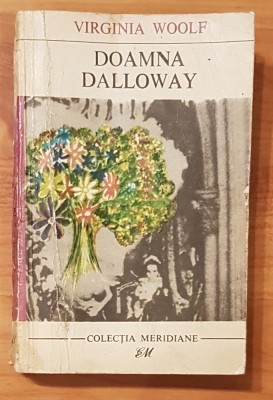 VIRGINIA WOOLF
DOAMNA
DALLOWAY
COLECȚIA MERIDIANE
EM